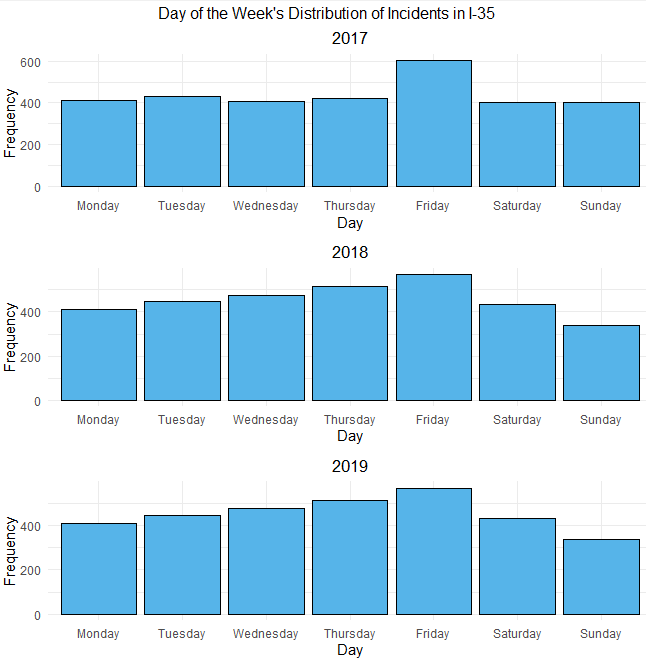 Day of the Week's Distribution of Incidents in I-35
2017
Frequency
600
400
200
0
Monday Tuesday Wednesday Thursday Friday Saturday Sunday
Day
2018
Frequency
400
200
0
Monday Tuesday Wednesday Thursday Friday Saturday Sunday
Day
2019
Frequency
400
200
0
Monday Tuesday Wednesday Thursday Friday Saturday Sunday
Day